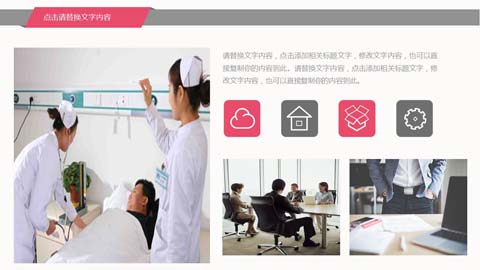 点击请替换文字内容
请替换文字内容，点击添加相关标题文字，修改文字内容，也可以直
接复制你的内容到此。请替换文字内容，点击添加相关标题文字，修
改文字内容，也可以直接复制你的内容到此。